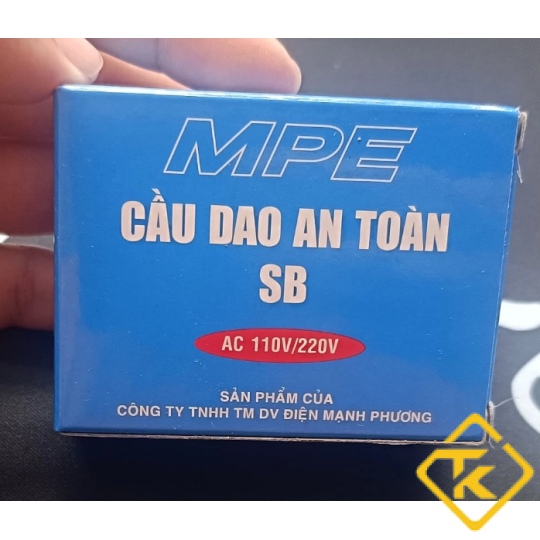 MPE
CẦU DAO AN TOÀN
SB
AC 110V/220V
SẢN PHẨM CỦA
CÔNG TY TNHH TM DV ĐIỆN MẠNH PHƯƠNG
TK